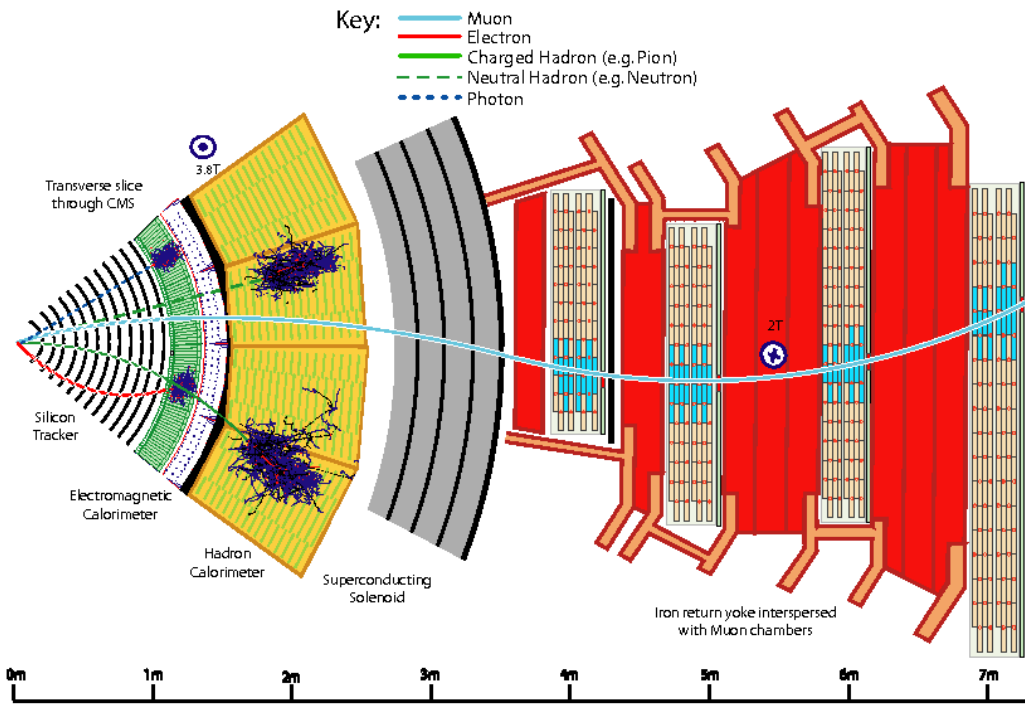 Key:
Muon
Electron
Charged Hadron (e.g. Pion)
Neutral Hadron (e.g. Neutron)
Photon
3.8T
Transverse slice
through CMS
2T
Silicon
Tracker
Electromagnetic
Calorimeter
Hadron
Calorimeter
Superconducting
Solenoid
Iron return yoke interspersed
with Muon chambers
0m 1m 2m 3m 4m 5m 6m 7m